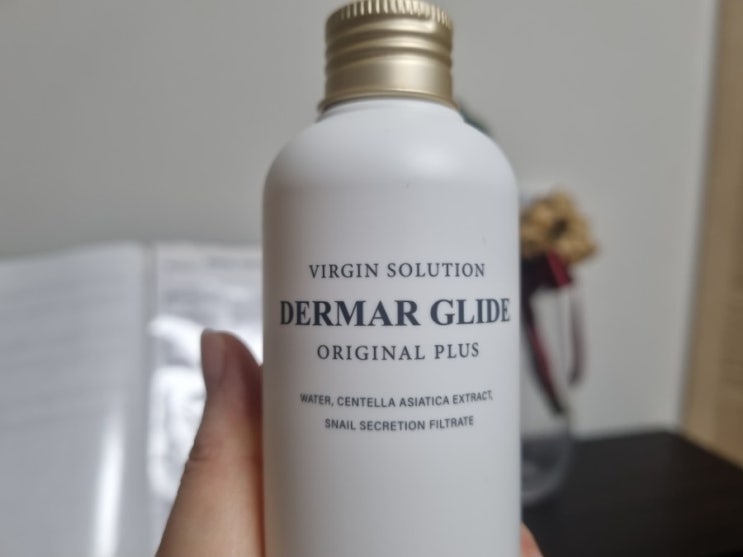 VIRGIN SOLUTION
DERMAR GLIDE
ORIGINAL PLUS
WATER, CENTELLA ASIATICA EXTRACT,
SNAIL SECRETION FILTRATE